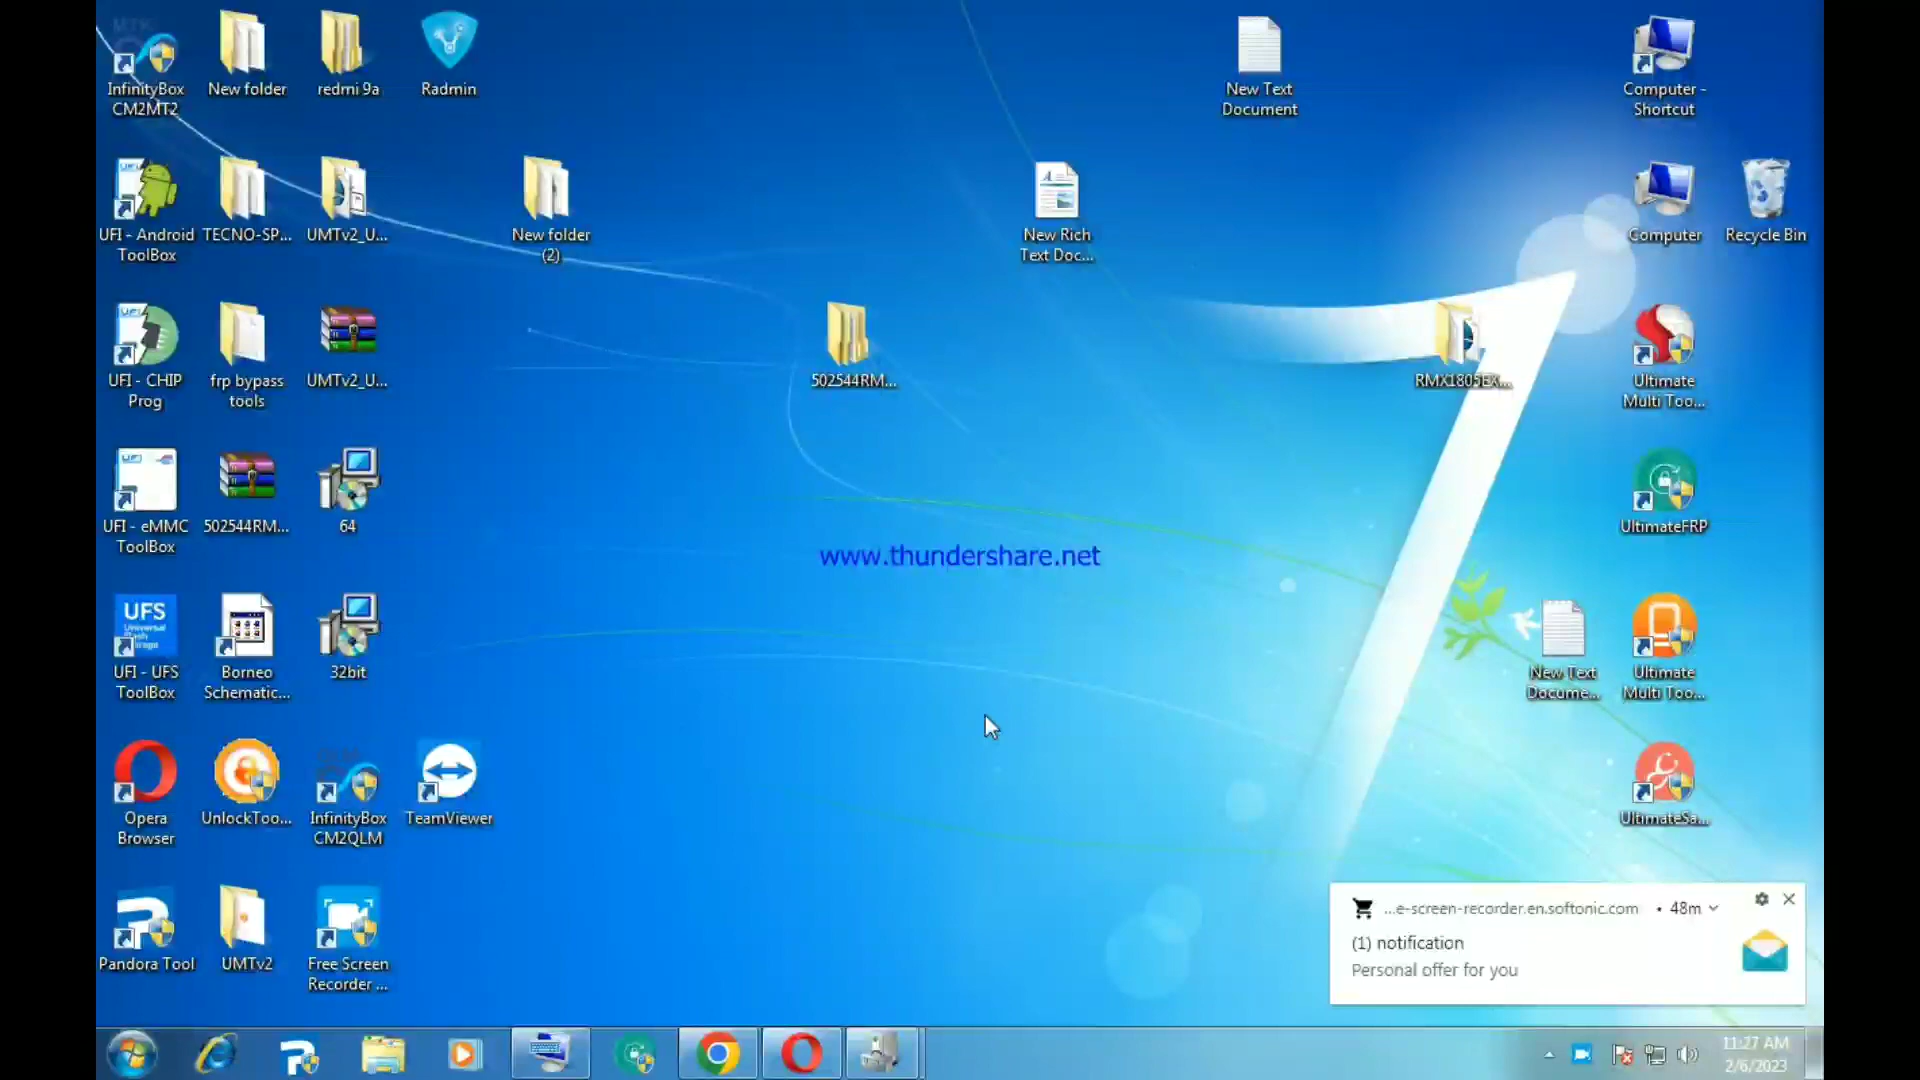 InfinityBox
CM2MT2
New folder
redmi 9a
Radmin
New Text
Document
Computer -
Shortcut
UFI - Android
ToolBox
TECNO-SP...
UMTv2_U...
New folder
(2)
New Rich
Text Doc...
Computer
Recycle Bin
UFI - CHIP
Prog
frp bypass
tools
UMTv2_U...
502544RM...
RMX1805EX...
Ultimate
Multi Too...
UFI - eMMC
ToolBox
502544RM...
64
UltimateFRP
www.thundershare.net
UFS
UFI - UFS
ToolBox
Borneo
Schematic...
32bit
New Text
Docume...
Ultimate
Multi Too...
Opera
Browser
UnlockToo...
InfinityBox
CM2QLM
TeamViewer
UltimateSa...
Pandora Tool
UMTv2
Free Screen
Recorder ...
...e-screen-recorder.en.softonic.com • 48m
(1) notification
Personal offer for you
11:27 AM
2/6/2023